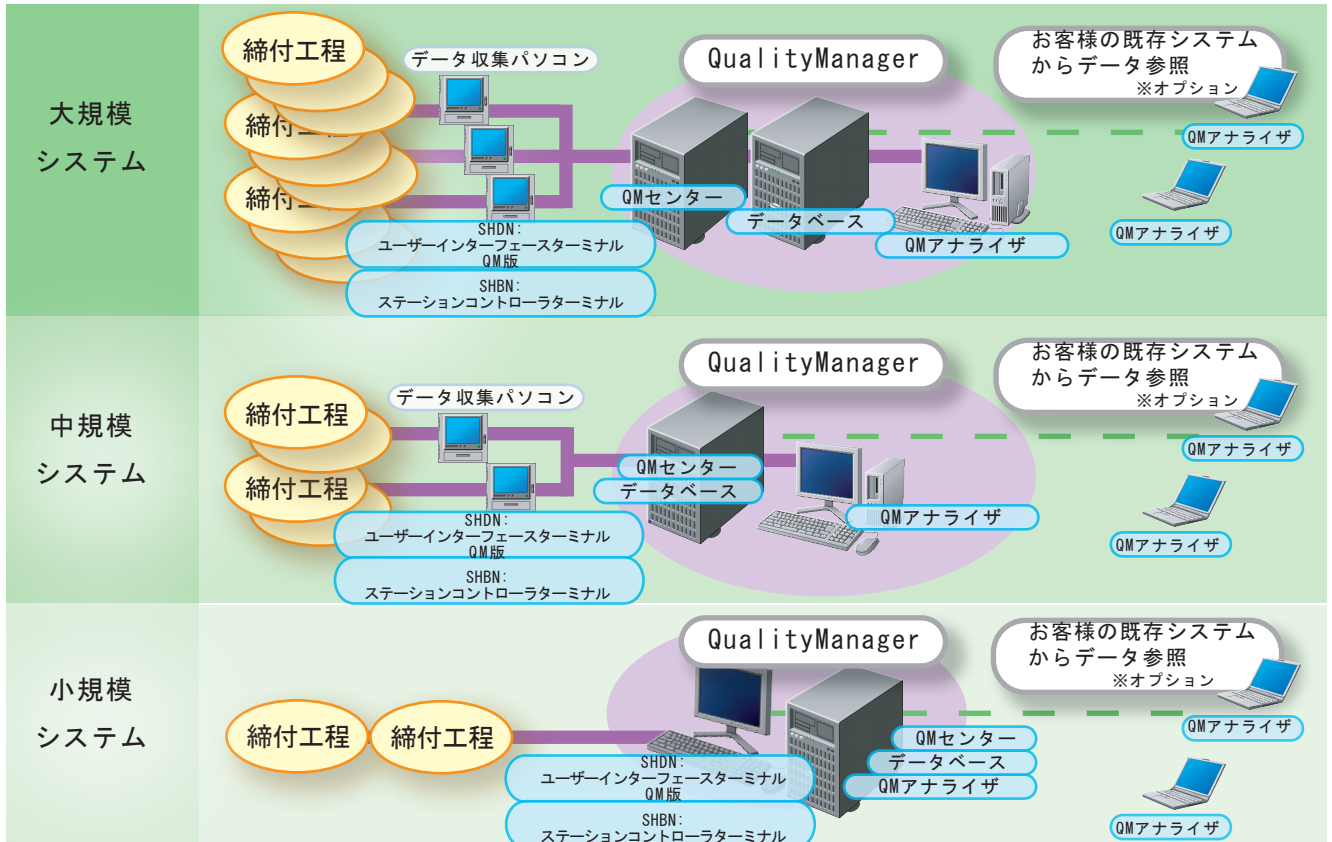 大規模
システム
締付工程
締付工程
締付工
データ収集パソコン
SHDN:
ユーザーインターフェースターミナル
QM版
SHBN:
ステーションコントローラターミナル
QualityManager
QMセンター
データベース
QMアナライザ
お客様の既存システム
からデータ参照
※オプション
QMアナライザ
QMアナライザ
中規模
システム
締付工程
締付工程
データ収集パソコン
SHDN:
ユーザーインターフェースターミナル
QM版
SHBN:
ステーションコントローラターミナル
QualityManager
QMセンター
データベース
QMアナライザ
お客様の既存システム
からデータ参照
※オプション
QMアナライザ
QMアナライザ
小規模
システム
締付工程
締付工程
SHDN:
ユーザーインターフェースターミナル
QM版
SHBN:
ステーションコントローラターミナル
QualityManager
QMセンター
データベース
QMアナライザ
お客様の既存システム
からデータ参照
※オプション
QMアナライザ
QMアナライザ